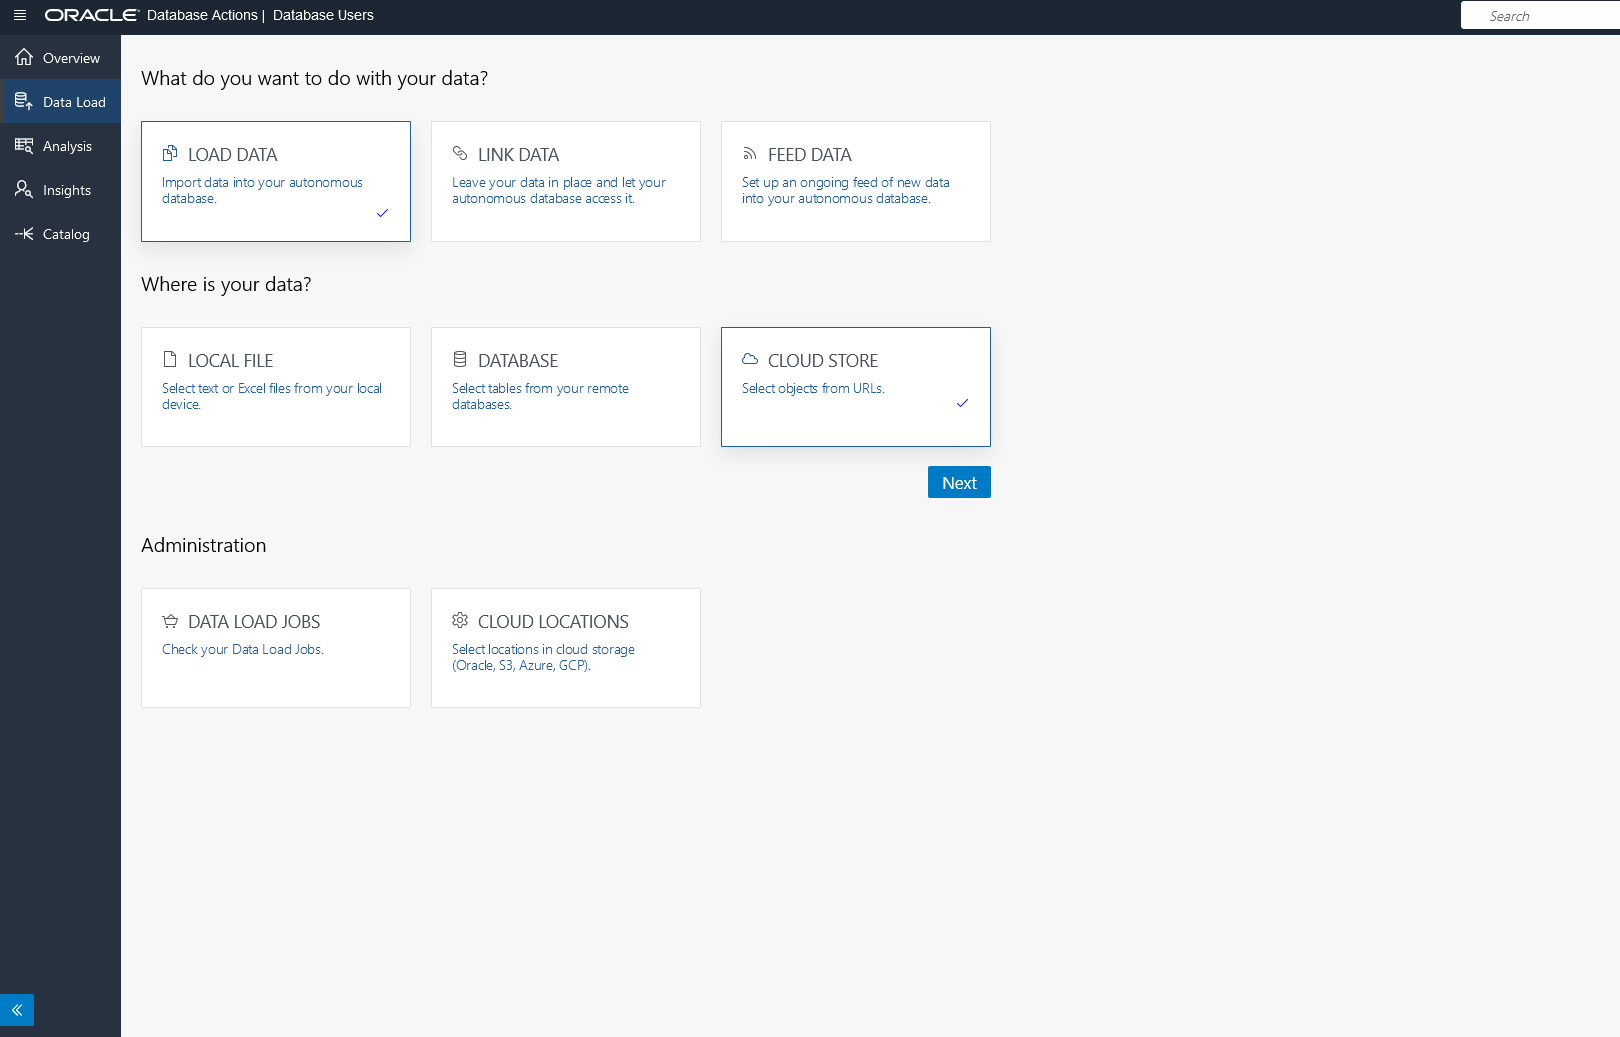 ORACLE Database Actions | Database Users
Search
Overview
Data Load
Analysis
Insights
Catalog
What do you want to do with your data?
LOAD DATA
Import data into your autonomous
database.
LINK DATA
Leave your data in place and let your
autonomous database access it.
FEED DATA
Set up an ongoing feed of new data
into your autonomous database.
Where is your data?
LOCAL FILE
Select text or Excel files from your local
device.
DATABASE
Select tables from your remote
databases.
CLOUD STORE
Select objects from URLs.
Next
Administration
DATA LOAD JOBS
Check your Data Load Jobs.
CLOUD LOCATIONS
Select locations in cloud storage
(Oracle, S3, Azure, GCP).